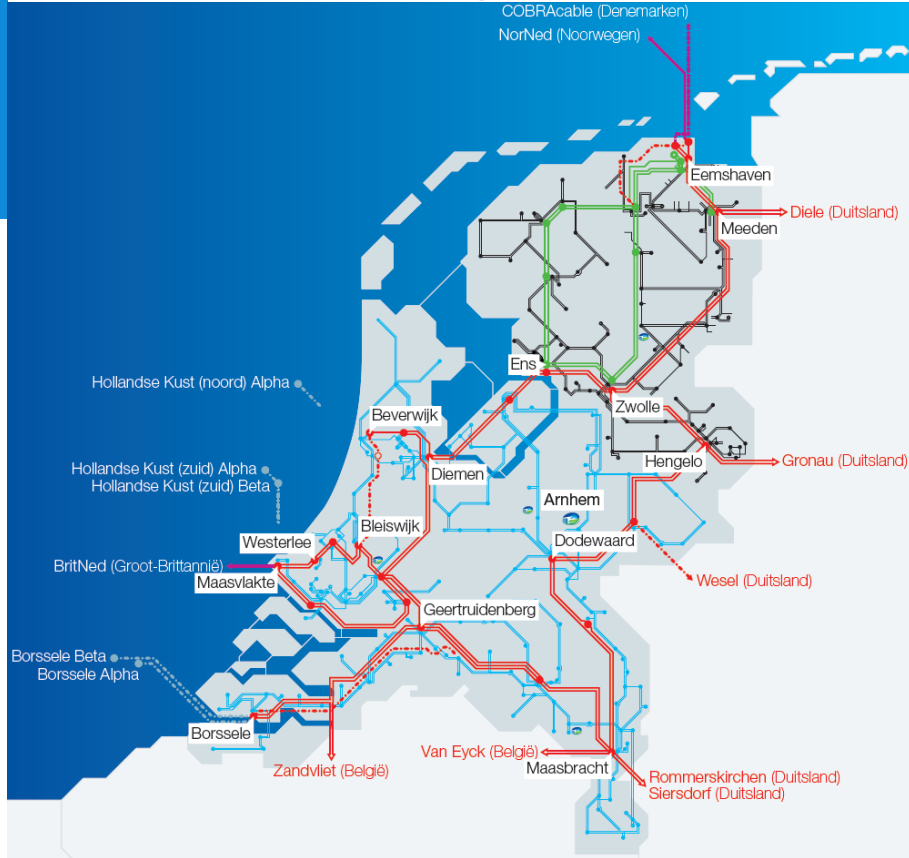 COBRAcable (Denemarken)
NorNed (Noorwegen)
Eemshaven
Diele (Duitsland)
Meeden
Ens
Hollandse Kust (noord) Alpha
Zwolle
Beverwijk
Hengelo
Gronau (Duitsland)
Diemen
Hollandse Kust (zuid) Alpha
Hollandse Kust (zuid) Beta
Arnhem
Bleiswijk
Westerlee
Dodewaard
BritNed (Groot-Brittannië)
Maasvlakte
Wesel (Duitsland)
Geertruidenberg
Borssele Beta
Borssele Alpha
Borssele
Van Eyck (België)
Zandvliet (België)
Maasbracht
Rommerskirchen (Duitsland)
Siersdorf (Duitsland)